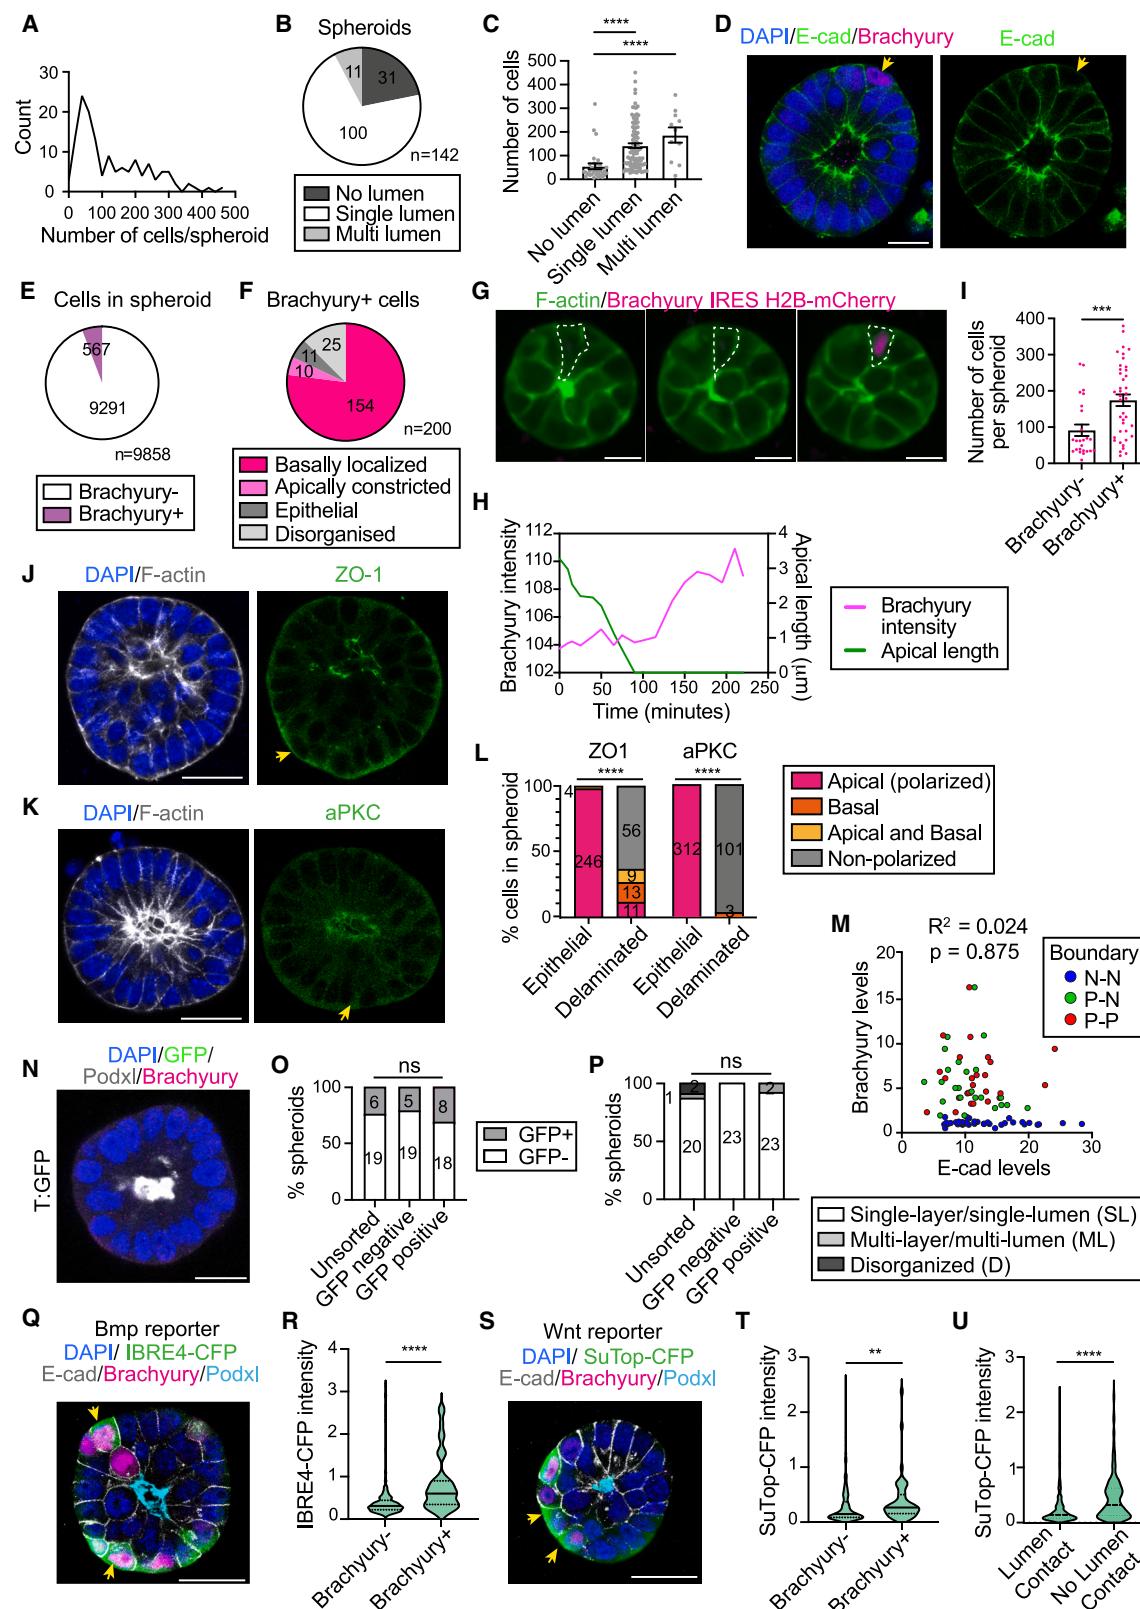 A
30
20
10
0
Count
0 100 200 300 400 500
Number of cells/spheroid
B
Spheroids
11
31
100
n=142
No lumen
Single lumen
Multi lumen
C
****
****
500
400
300
200
100
0
Number of cells
No lumen
Single lumen
Multi lumen
D
DAPI/E-cad/Brachyury
E-cad
E
Cells in spheroid
567
9291
n=9858
Brachyury-
Brachyury+
F
Brachyury+ cells
25
11
10
154
n=200
Basally localized
Apically constricted
Epithelial
Disorganised
G
F-actin/Brachyury IRES H2B-mCherry
H
112
110
108
106
104
102
Brachyury intensity
4
3
2
1
0
Apical length (μm)
0 50 100 150 200 250
Time (minutes)
Brachyury
intensity
Apical length
I
***
400
300
200
100
0
Number of cells
per spheroid
Brachyury-
Brachyury+
J
DAPI/F-actin
ZO-1
K
DAPI/F-actin
aPKC
L
ZO1
aPKC
****
****
100
50
0
% cells in spheroid
4
246
56
9
13
11
312
101
3
Epithelial
Delaminated
Epithelial
Delaminated
Apical (polarized)
Basal
Apical and Basal
Non-polarized
M
R² = 0.024
p = 0.875
20
15
10
5
0
Brachyury levels
0 10 20 30
E-cad levels
Boundary
N-N
P-N
P-P
N
DAPI/GFP/
Podxl/Brachyury
T:GFP
O
ns
100
50
0
% spheroids
6
5
8
19
19
18
Unsorted
GFP negative
GFP positive
GFP+
GFP-
P
ns
100
50
0
% spheroids
2
1
2
20
23
23
Unsorted
GFP negative
GFP positive
Single-layer/single-lumen (SL)
Multi-layer/multi-lumen (ML)
Disorganized (D)
Q
Bmp reporter
DAPI/ IBRE4-CFP
E-cad/Brachyury/Podxl
R
****
4
3
2
1
0
IBRE4-CFP intensity
Brachyury-
Brachyury+
S
Wnt reporter
DAPI/ SuTop-CFP
E-cad/Brachyury/Podxl
T
**
3
2
1
0
SuTop-CFP intensity
Brachyury-
Brachyury+
U
****
3
2
1
0
SuTop-CFP intensity
Lumen
Contact
No Lumen
Contact